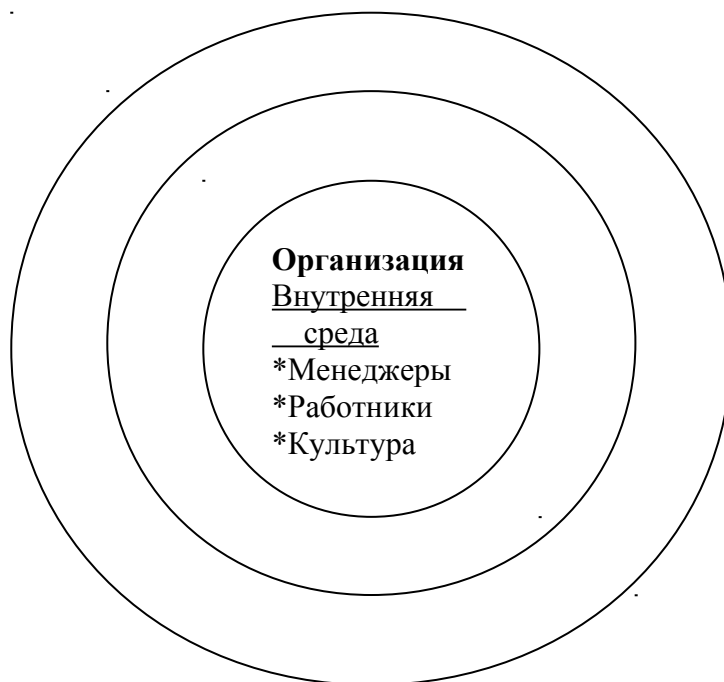 Организация
Внутренняя
среда
*Менеджеры
*Работники
*Культура